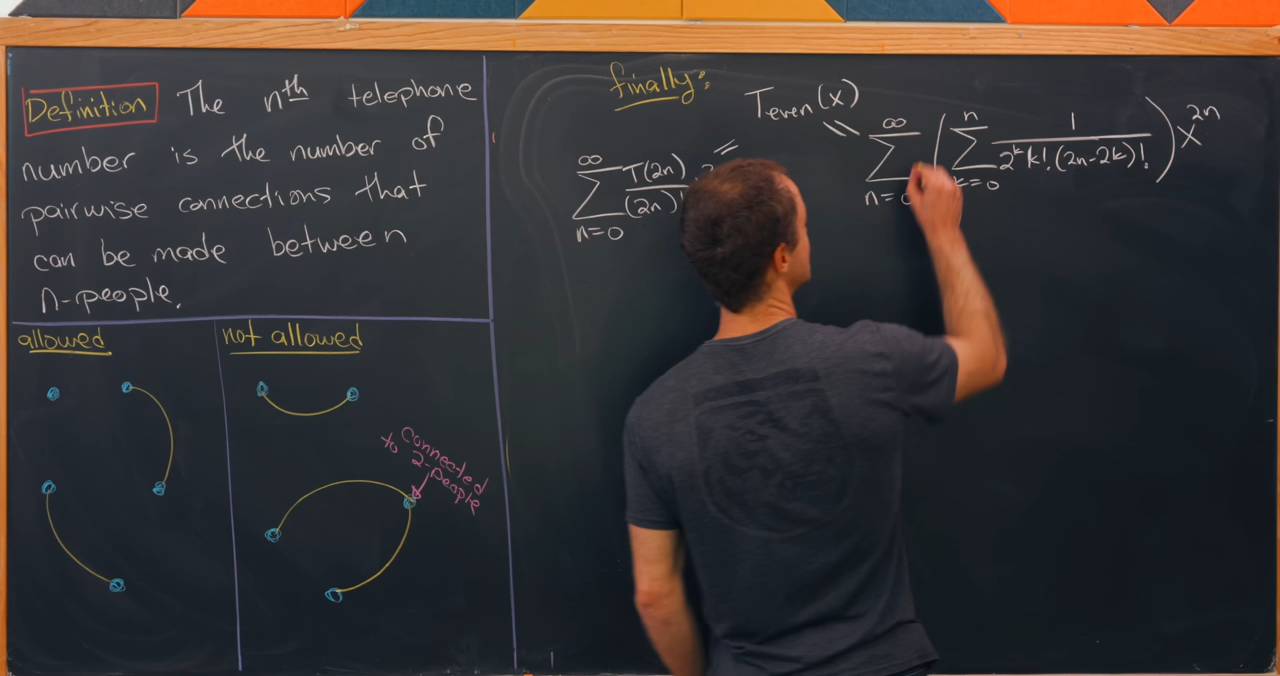 Definition The nth telephone
number is the number of
pairwise connections that
can be made between
n-people.
allowed
not allowed
connected
to 2-people
finally:
Teven(x)
=
∞
∑ T(2n)
n=0 (2n)!
=
∞ n
∑ ( ∑ 1 / 2^k k! (2n-2k)! ) x^2n
n=0 k=0